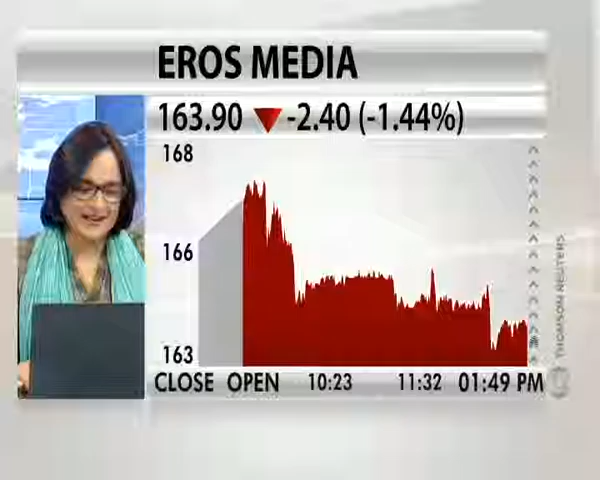 EROS MEDIA
163.90 ▼ -2.40 (-1.44%)
168
166
163
CLOSE OPEN 10:23 11:32 01:49 PM
THOMSON REUTERS